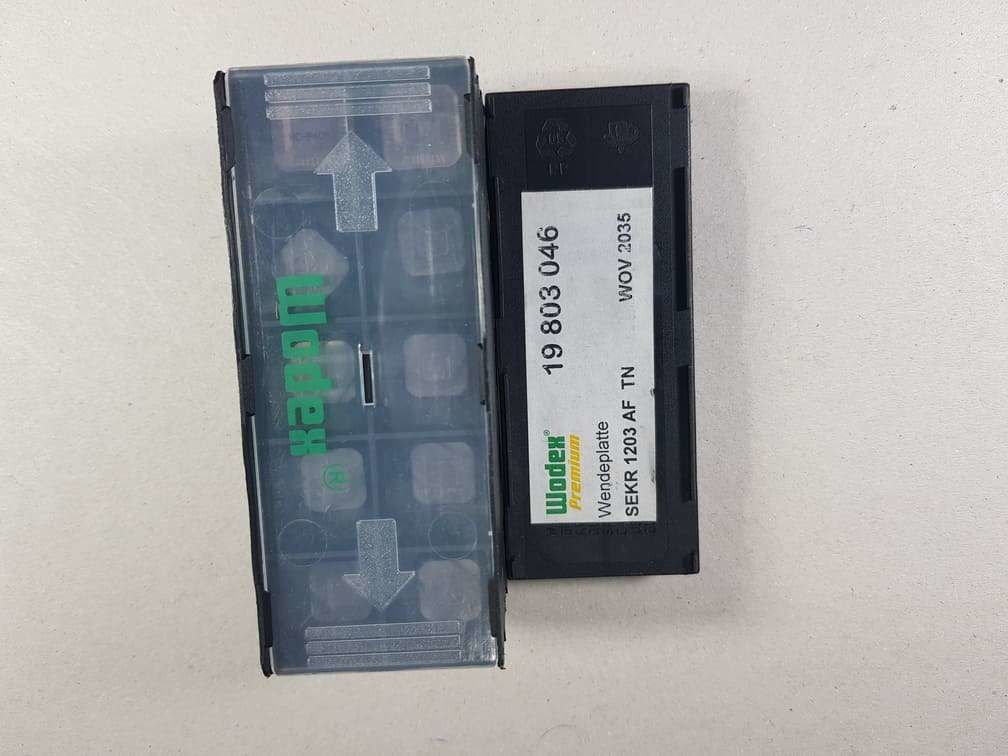 Wodex®
Wodex® 19 803 046
Premium
Wendeplatte
SEKR 1203 AF TN WOV 2035